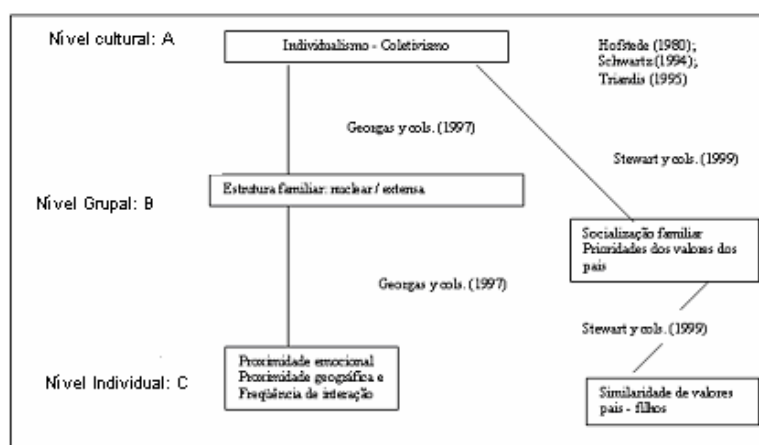 Nível cultural: A
Individualismo - Coletivismo
Hofstede (1980);
Schwartz (1994);
Triandis (1995)
Georgas y cols. (1997)
Stewart y cols. (1999)
Nível Grupal: B
Estrutura familiar: nuclear / extensa
Socialização familiar
Prioridades dos valores dos
pais
Georgas y cols. (1997)
Stewart y cols. (1999)
Nível Individual: C
Proximidade emocional
Proximidade geográfica e
Freqüência de interação
Similaridade de valores
pais - filhos